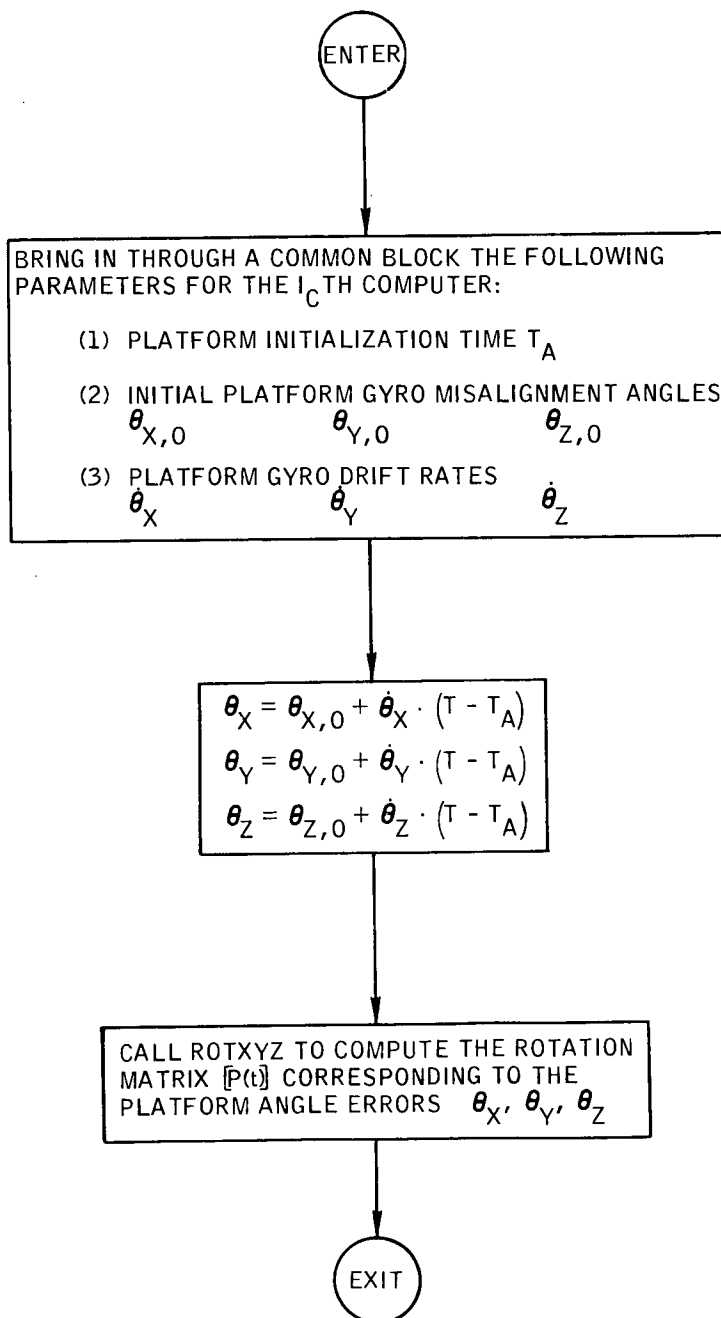 ENTER
BRING IN THROUGH A COMMON BLOCK THE FOLLOWING
PARAMETERS FOR THE I_C TH COMPUTER:
(1) PLATFORM INITIALIZATION TIME T_A
(2) INITIAL PLATFORM GYRO MISALIGNMENT ANGLES
θ_X,0 θ_Y,0 θ_Z,0
(3) PLATFORM GYRO DRIFT RATES
θ̇_X θ̇_Y θ̇_Z
θ_X = θ_X,0 + θ̇_X · (T - T_A)
θ_Y = θ_Y,0 + θ̇_Y · (T - T_A)
θ_Z = θ_Z,0 + θ̇_Z · (T - T_A)
CALL ROTXYZ TO COMPUTE THE ROTATION
MATRIX [P(t)] CORRESPONDING TO THE
PLATFORM ANGLE ERRORS θ_X, θ_Y, θ_Z
EXIT